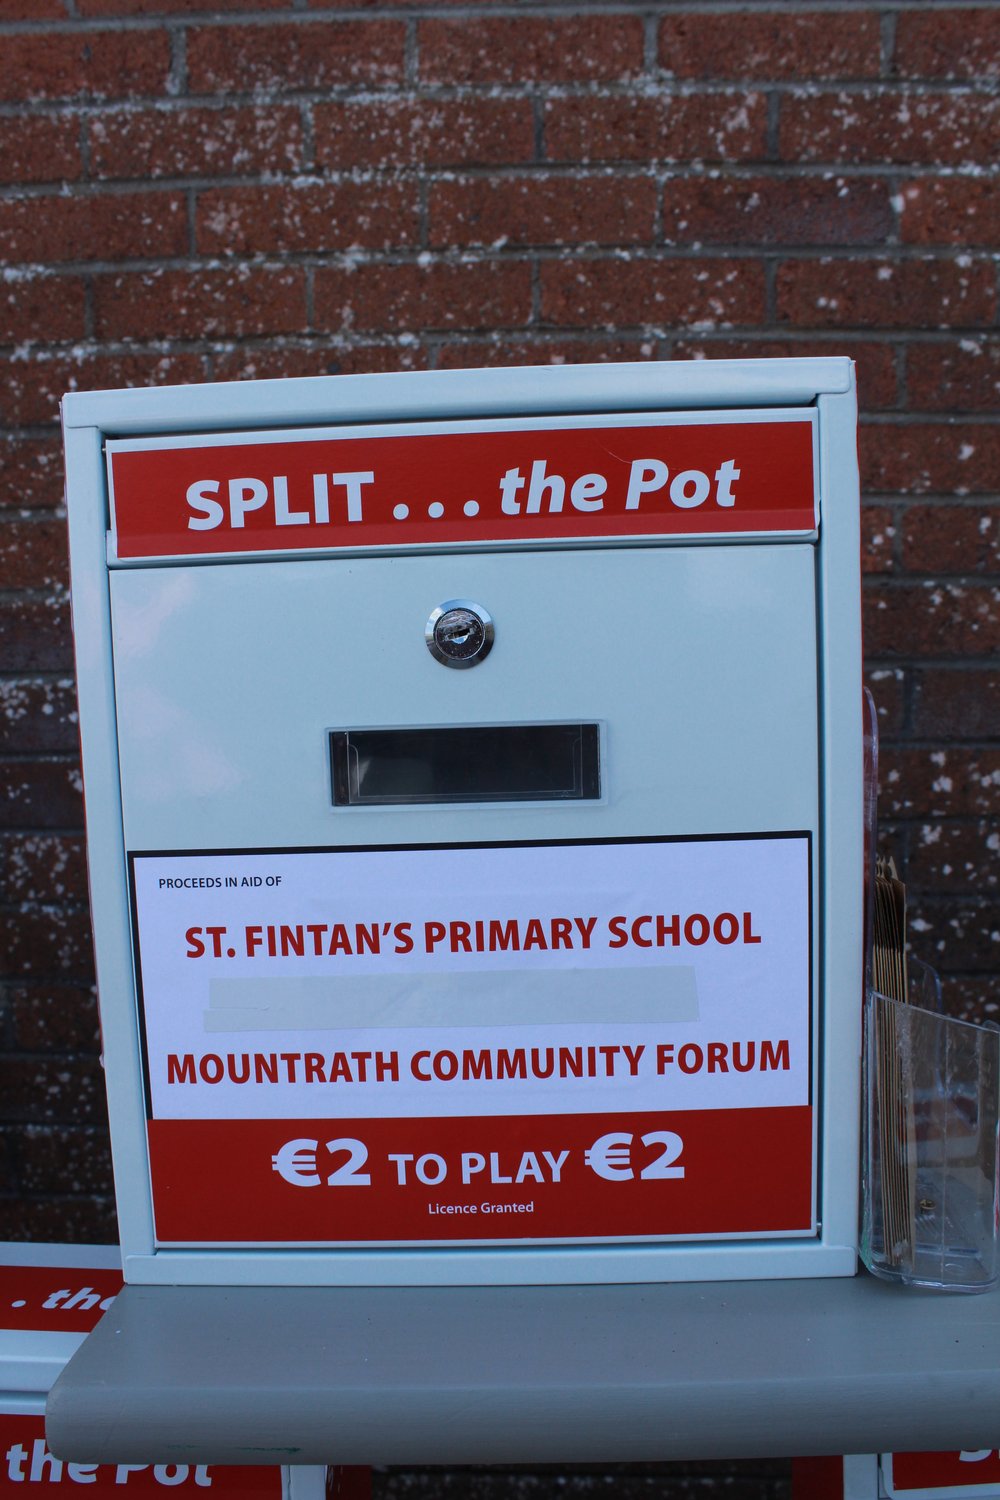 SPLIT . . . the Pot
PROCEEDS IN AID OF
ST. FINTAN'S PRIMARY SCHOOL
MOUNTRATH COMMUNITY FORUM
€2 TO PLAY €2
Licence Granted
. the
the Pot
S